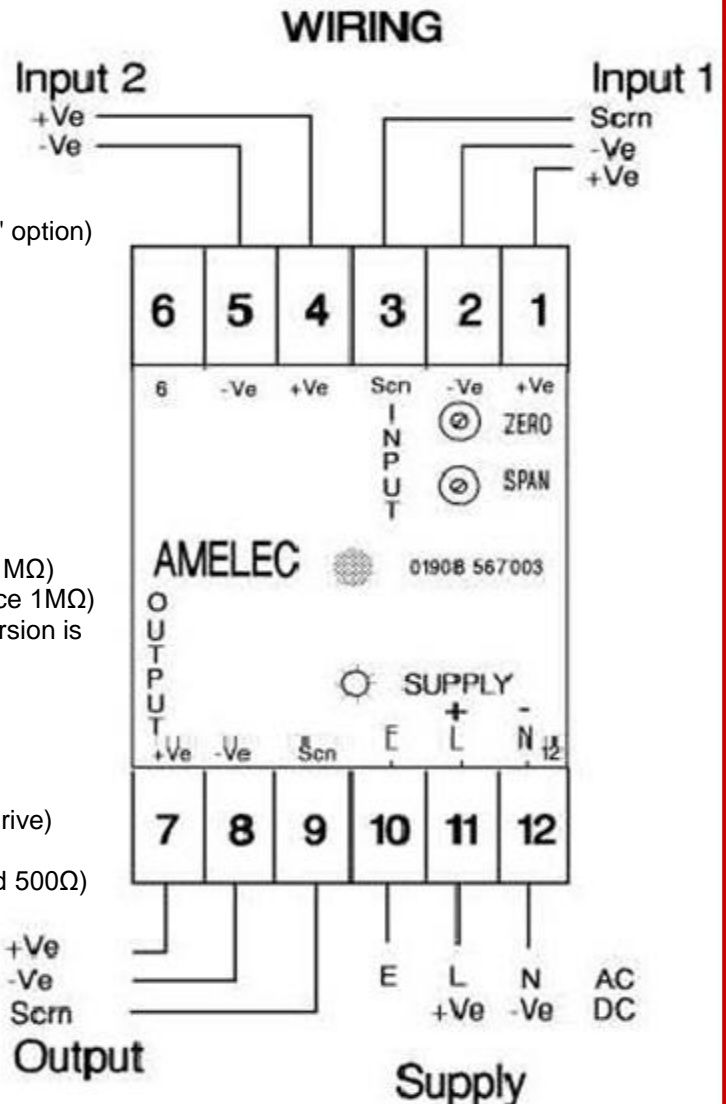 WIRING
Input 2
+Ve
-Ve
Input 1
Scrn
-Ve
+Ve
option)
6 5 4 3 2 1
6 -Ve +Ve Scn -Ve +Ve
INPUT
ZERO
SPAN
MΩ)
AMELEC 01908 567003
1MΩ)
rsion is
OUTPUT
SUPPLY
+ -
+Ve -Ve Scn E L N
12
rive)
7 8 9 10 11 12
500Ω)
+Ve
-Ve
Scrn
Output
E L N AC
+Ve -Ve DC
Supply